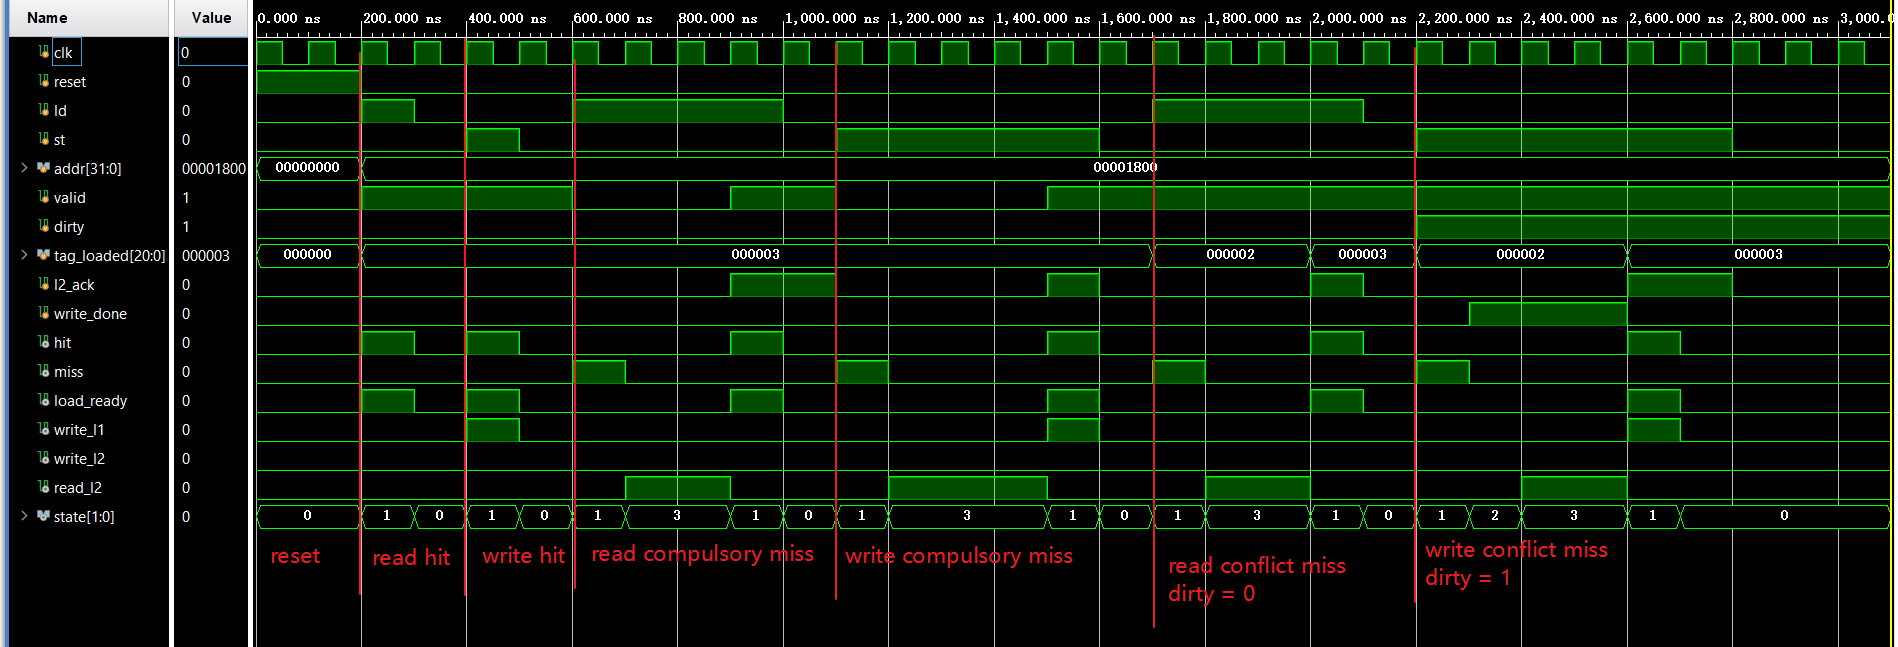 Name Value
0.000 ns 200.000 ns 400.000 ns 600.000 ns 800.000 ns 1,000.000 ns 1,200.000 ns 1,400.000 ns 1,600.000 ns 1,800.000 ns 2,000.000 ns 2,200.000 ns 2,400.000 ns 2,600.000 ns 2,800.000 ns 3,000.0
clk 0
reset 0
ld 0
st 0
addr[31:0] 00001800 00000000 00001800
valid 1
dirty 1
tag_loaded[20:0] 000003 000000 000003 000002 000003 000002 000003
l2_ack 0
write_done 0
hit 0
miss 0
load_ready 0
write_l1 0
write_l2 0
read_l2 0
state[1:0] 0 0 1 0 1 0 1 3 1 0 1 3 1 0 1 3 1 0 1 2 3 1 0
reset
read hit
write hit
read compulsory miss
write compulsory miss
read conflict miss
dirty = 0
write conflict miss
dirty = 1